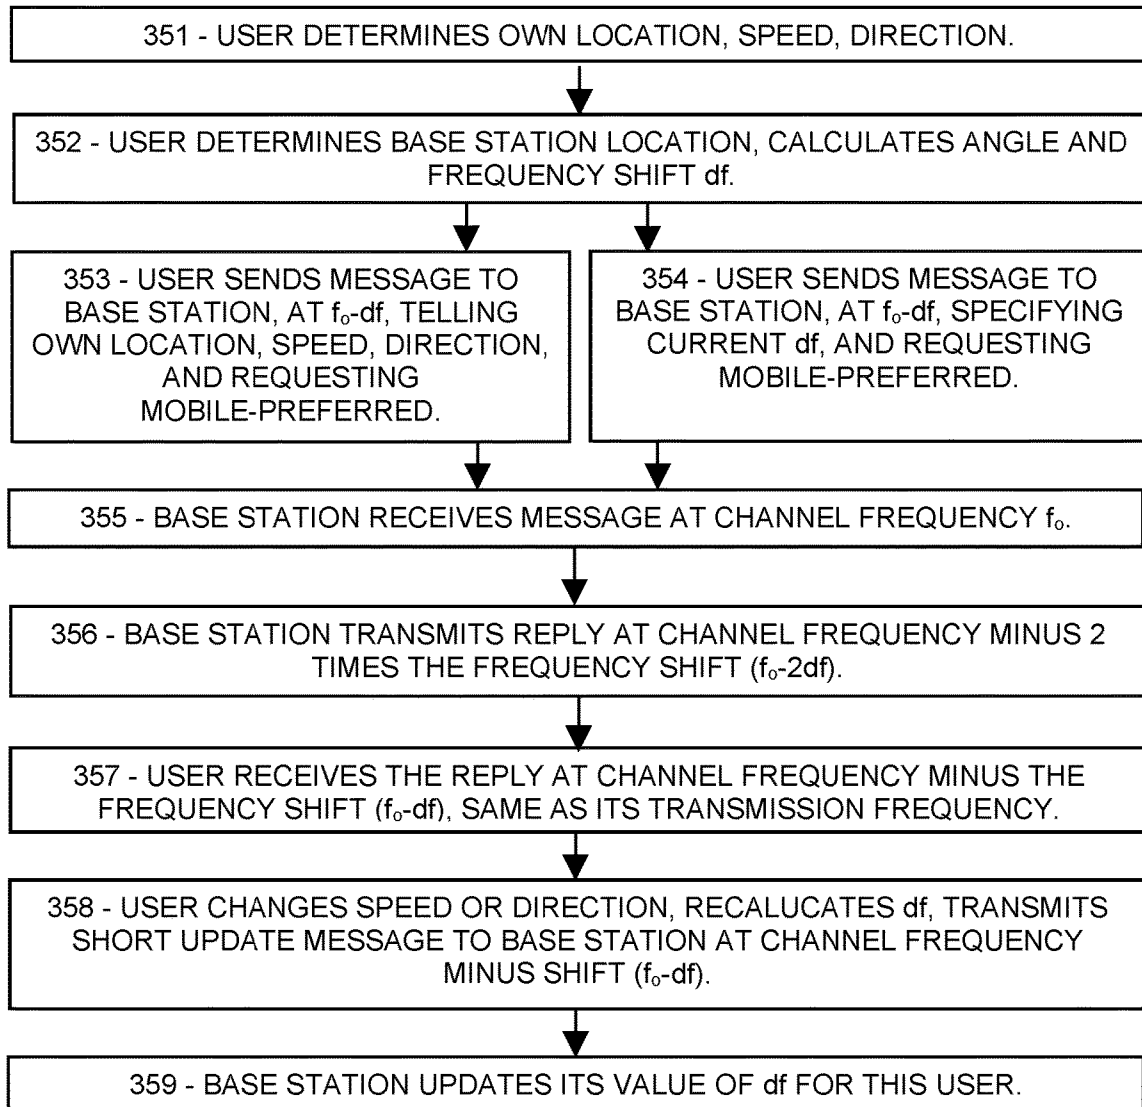 351 - USER DETERMINES OWN LOCATION, SPEED, DIRECTION.
352 - USER DETERMINES BASE STATION LOCATION, CALCULATES ANGLE AND
FREQUENCY SHIFT df.
353 - USER SENDS MESSAGE TO
BASE STATION, AT fₒ-df, TELLING
OWN LOCATION, SPEED, DIRECTION,
AND REQUESTING
MOBILE-PREFERRED.
354 - USER SENDS MESSAGE TO
BASE STATION, AT fₒ-df, SPECIFYING
CURRENT df, AND REQUESTING
MOBILE-PREFERRED.
355 - BASE STATION RECEIVES MESSAGE AT CHANNEL FREQUENCY fₒ.
356 - BASE STATION TRANSMITS REPLY AT CHANNEL FREQUENCY MINUS 2
TIMES THE FREQUENCY SHIFT (fₒ-2df).
357 - USER RECEIVES THE REPLY AT CHANNEL FREQUENCY MINUS THE
FREQUENCY SHIFT (fₒ-df), SAME AS ITS TRANSMISSION FREQUENCY.
358 - USER CHANGES SPEED OR DIRECTION, RECALUCATES df, TRANSMITS
SHORT UPDATE MESSAGE TO BASE STATION AT CHANNEL FREQUENCY
MINUS SHIFT (fₒ-df).
359 - BASE STATION UPDATES ITS VALUE OF df FOR THIS USER.